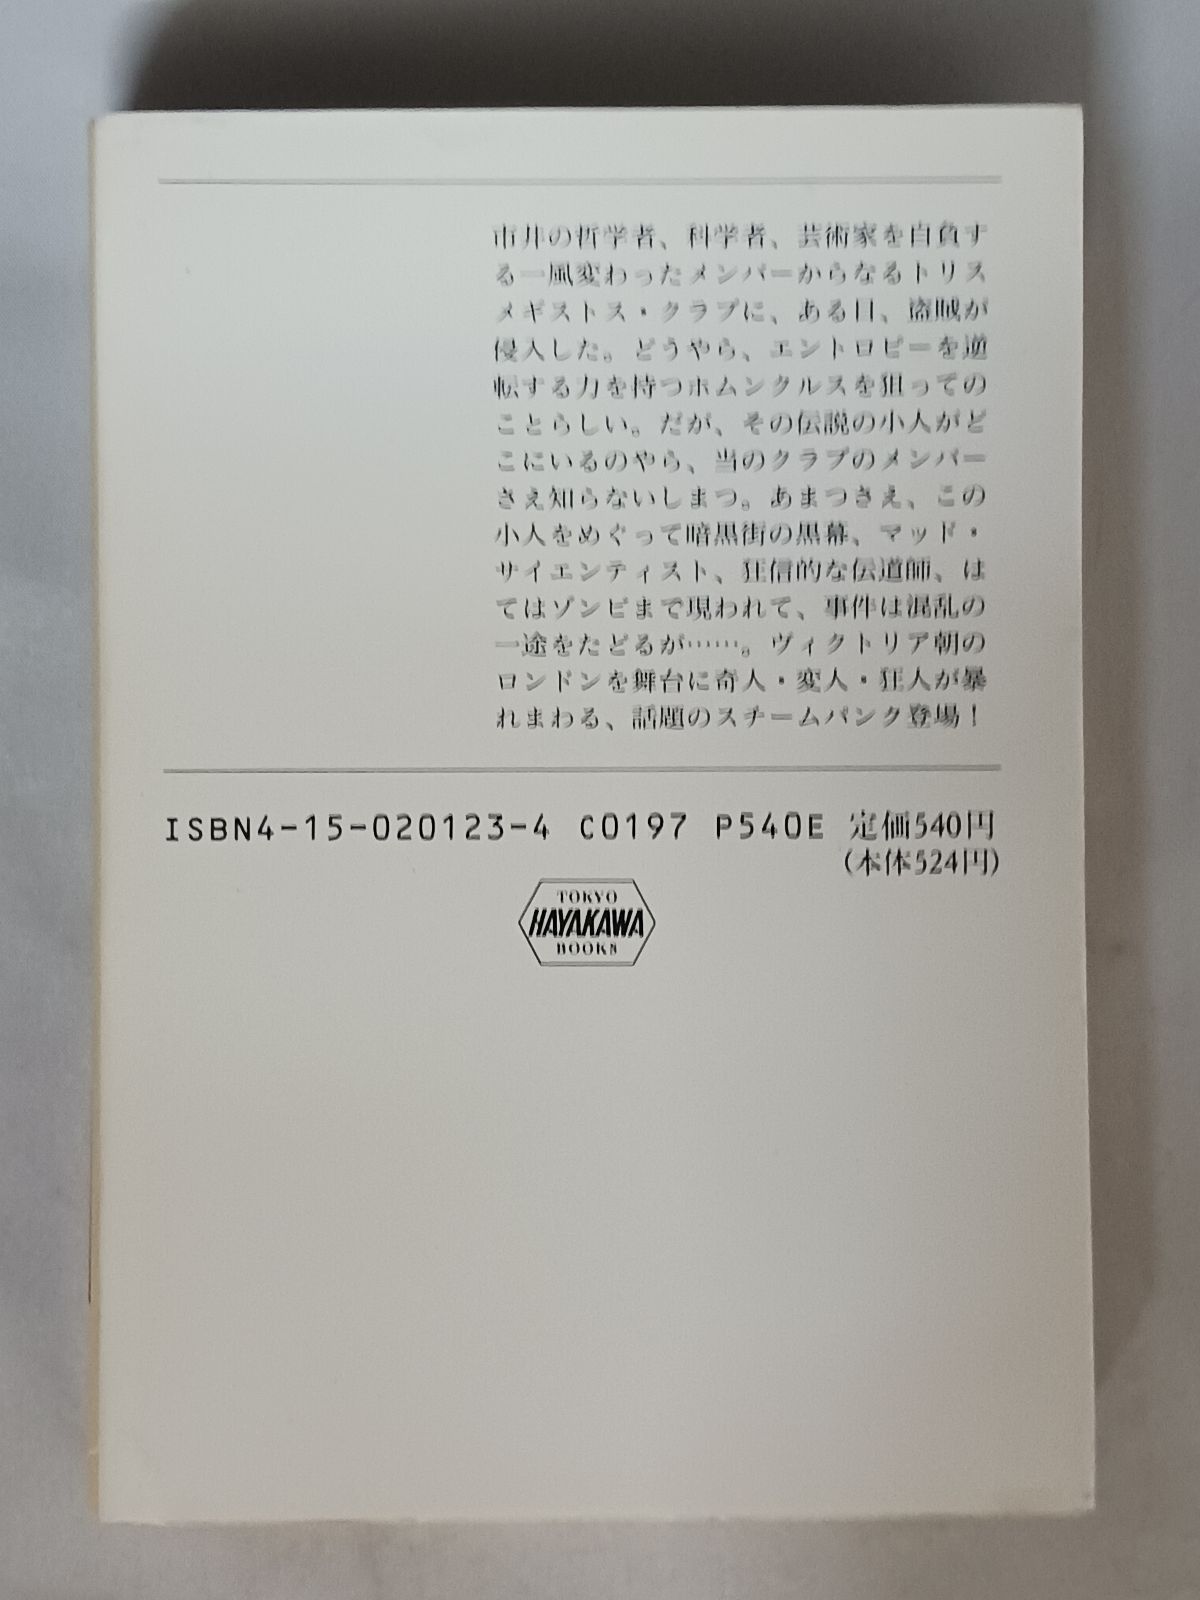 市井の哲学者、科学者、芸術家を自負す
る一風変わったメンバーからなるトリス
メギストス・クラブに、ある日、盗賊が
侵入した。どうやら、エントロピーを逆
転する力を持つホムンクルスを狙っての
ことらしい。だが、その伝説の小人がど
こにいるのやら、当のクラブのメンバー
さえ知らないしまつ。あまつさえ、この
小人をめぐって暗黒街の黒幕、マッド・
サイエンティスト、狂信的な伝道師、は
てはゾンビまで現われて、事件は混乱の
一途をたどるが……。ヴィクトリア朝の
ロンドンを舞台に奇人・変人・狂人が暴
れまわる、話題のスチームパンク登場！
ISBN4-15-020123-4 C0197 P540E 定価540円
(本体524円)
TOKYO
HAYAKAWA
BOOKS